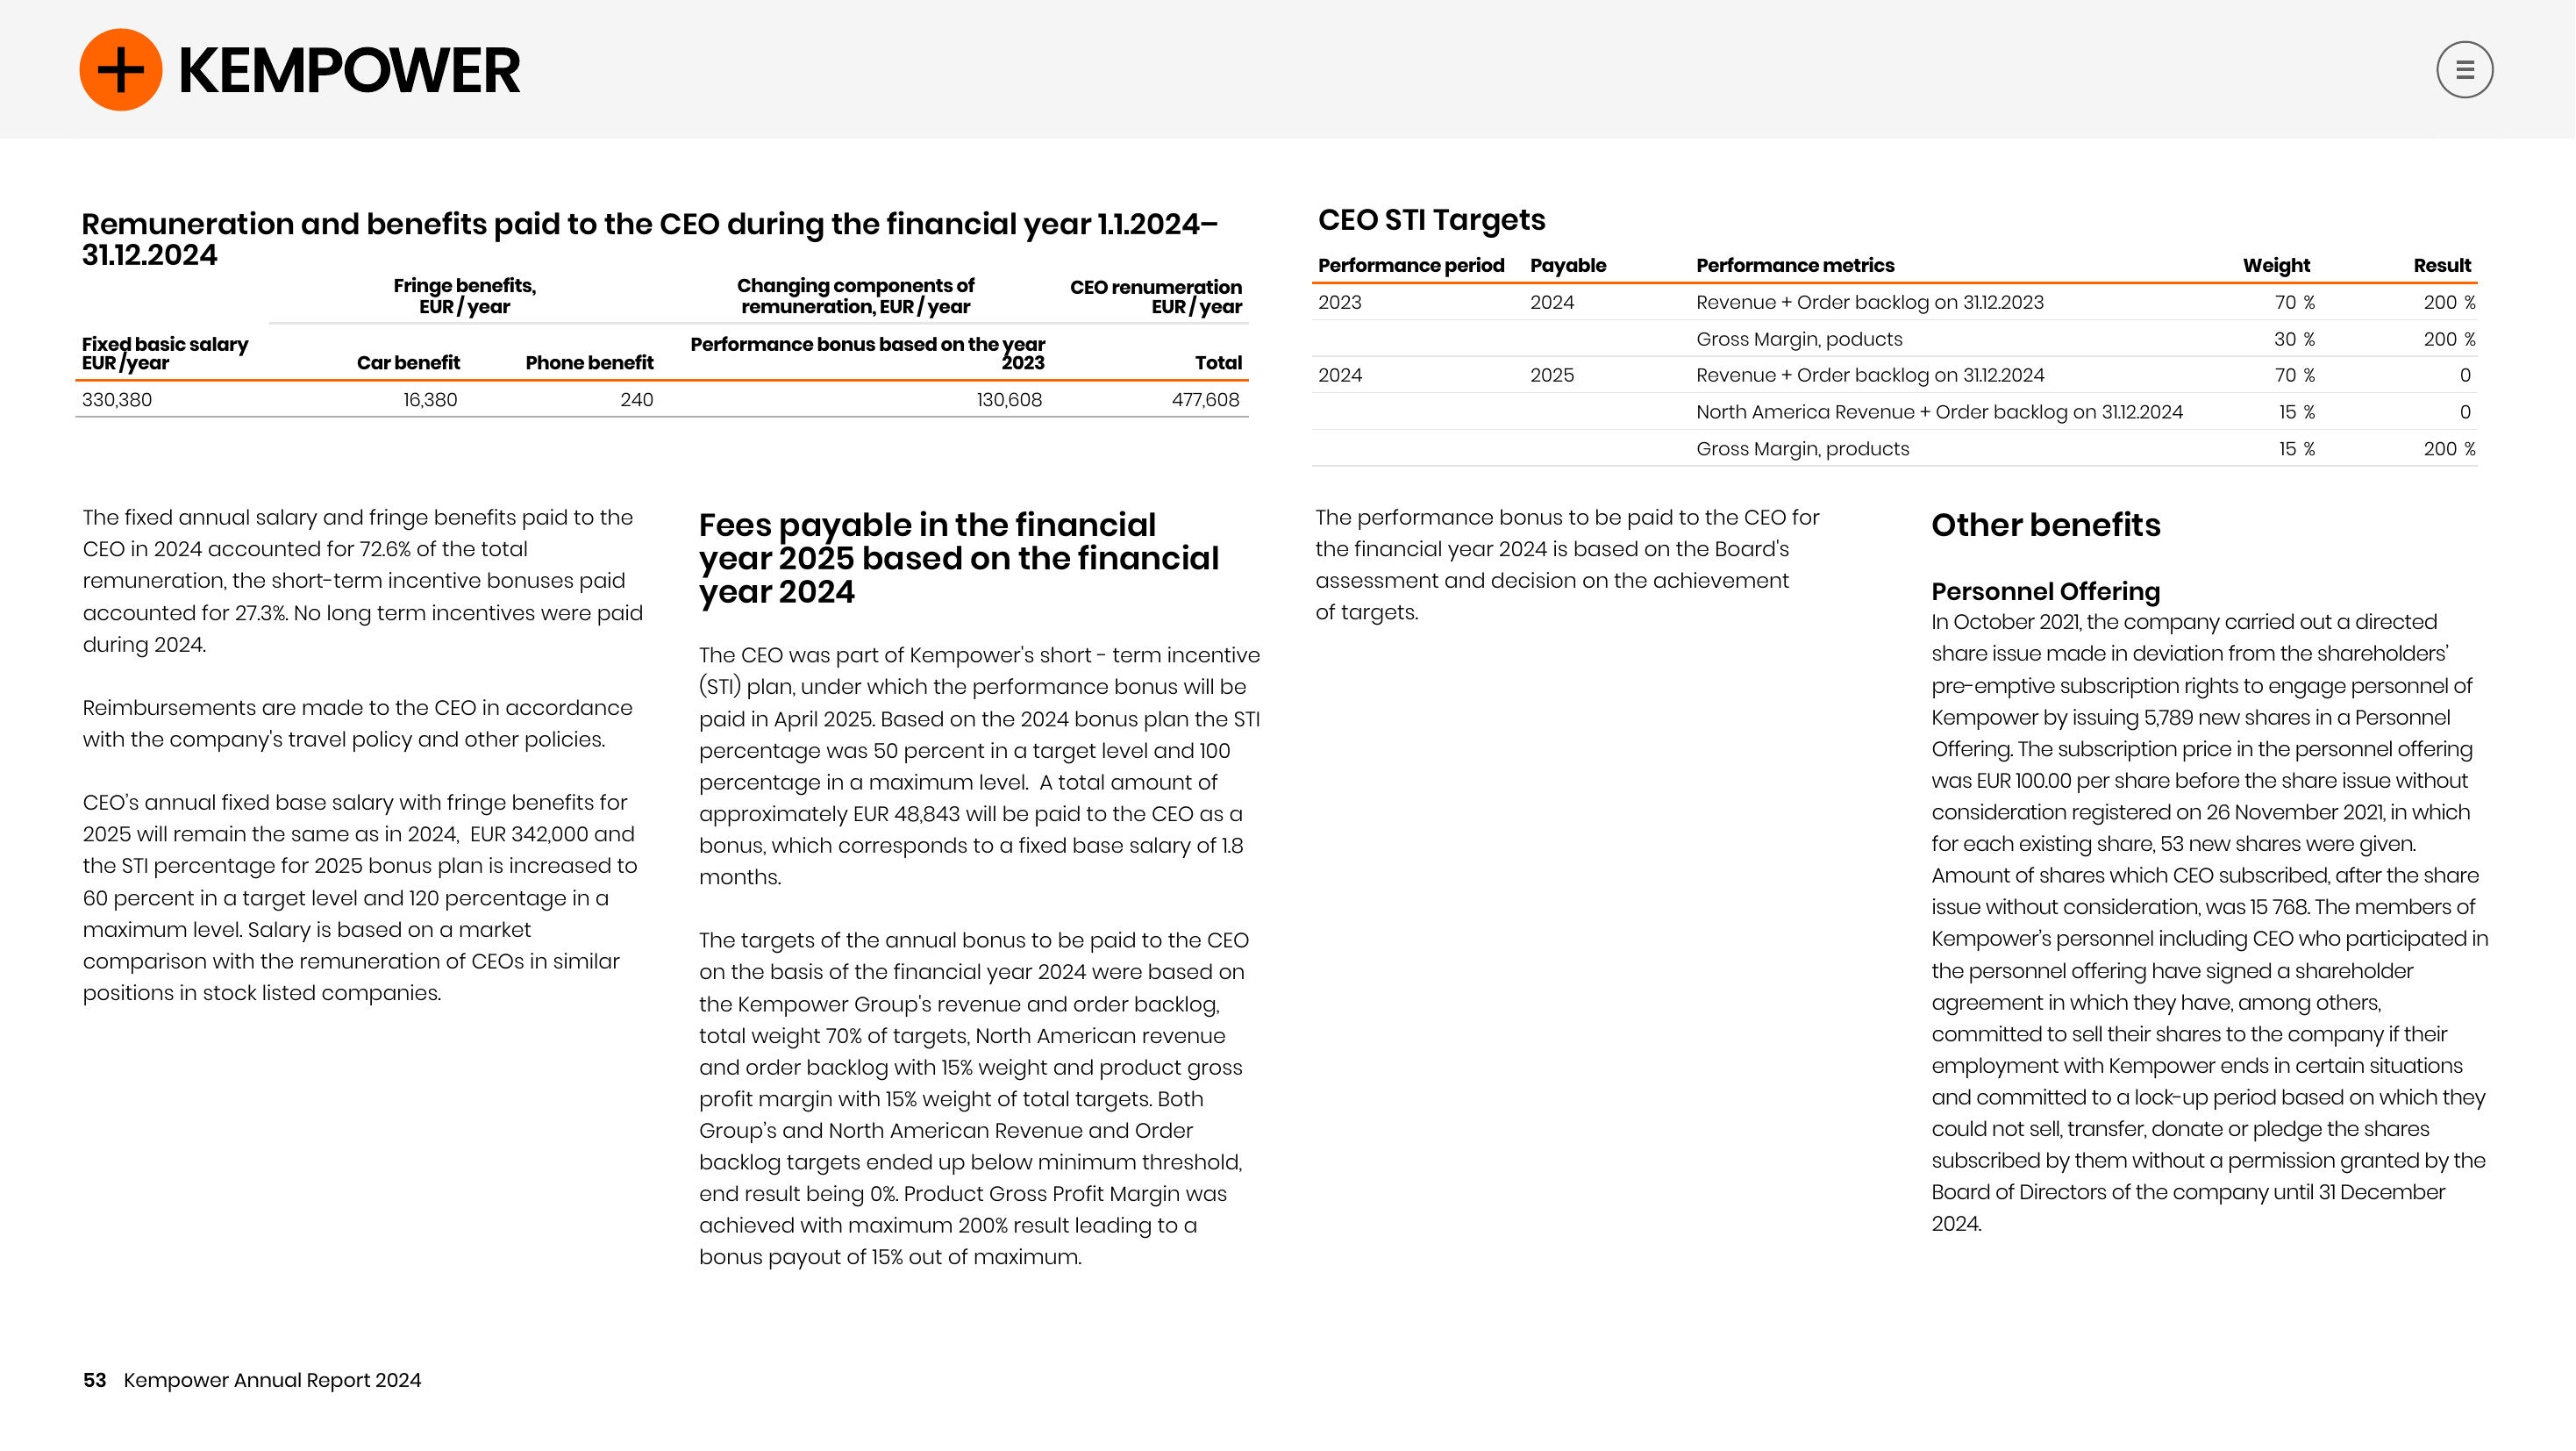 KEMPOWER
Remuneration and benefits paid to the CEO during the financial year 1.1.2024–
31.12.2024
Fringe benefits,
EUR / year
Changing components of
remuneration, EUR / year
CEO renumeration
EUR / year
Fixed basic salary
EUR /year
Car benefit
Phone benefit
Performance bonus based on the year
2023
Total
330,380 16,380 240 130,608 477,608
CEO STI Targets
Performance period Payable Performance metrics Weight Result
2023 2024 Revenue + Order backlog on 31.12.2023 70 % 200 %
Gross Margin, poducts 30 % 200 %
2024 2025 Revenue + Order backlog on 31.12.2024 70 % 0
North America Revenue + Order backlog on 31.12.2024 15 % 0
Gross Margin, products 15 % 200 %
The fixed annual salary and fringe benefits paid to the
CEO in 2024 accounted for 72.6% of the total
remuneration, the short-term incentive bonuses paid
accounted for 27.3%. No long term incentives were paid
during 2024.
Reimbursements are made to the CEO in accordance
with the company's travel policy and other policies.
CEO's annual fixed base salary with fringe benefits for
2025 will remain the same as in 2024,  EUR 342,000 and
the STI percentage for 2025 bonus plan is increased to
60 percent in a target level and 120 percentage in a
maximum level. Salary is based on a market
comparison with the remuneration of CEOs in similar
positions in stock listed companies.
Fees payable in the financial
year 2025 based on the financial
year 2024
The CEO was part of Kempower's short - term incentive
(STI) plan, under which the performance bonus will be
paid in April 2025. Based on the 2024 bonus plan the STI
percentage was 50 percent in a target level and 100
percentage in a maximum level.  A total amount of
approximately EUR 48,843 will be paid to the CEO as a
bonus, which corresponds to a fixed base salary of 1.8
months.
The targets of the annual bonus to be paid to the CEO
on the basis of the financial year 2024 were based on
the Kempower Group's revenue and order backlog,
total weight 70% of targets, North American revenue
and order backlog with 15% weight and product gross
profit margin with 15% weight of total targets. Both
Group's and North American Revenue and Order
backlog targets ended up below minimum threshold,
end result being 0%. Product Gross Profit Margin was
achieved with maximum 200% result leading to a
bonus payout of 15% out of maximum.
The performance bonus to be paid to the CEO for
the financial year 2024 is based on the Board's
assessment and decision on the achievement
of targets.
Other benefits
Personnel Offering
In October 2021, the company carried out a directed
share issue made in deviation from the shareholders'
pre-emptive subscription rights to engage personnel of
Kempower by issuing 5,789 new shares in a Personnel
Offering. The subscription price in the personnel offering
was EUR 100.00 per share before the share issue without
consideration registered on 26 November 2021, in which
for each existing share, 53 new shares were given.
Amount of shares which CEO subscribed, after the share
issue without consideration, was 15 768. The members of
Kempower's personnel including CEO who participated in
the personnel offering have signed a shareholder
agreement in which they have, among others,
committed to sell their shares to the company if their
employment with Kempower ends in certain situations
and committed to a lock-up period based on which they
could not sell, transfer, donate or pledge the shares
subscribed by them without a permission granted by the
Board of Directors of the company until 31 December
2024.
53 Kempower Annual Report 2024